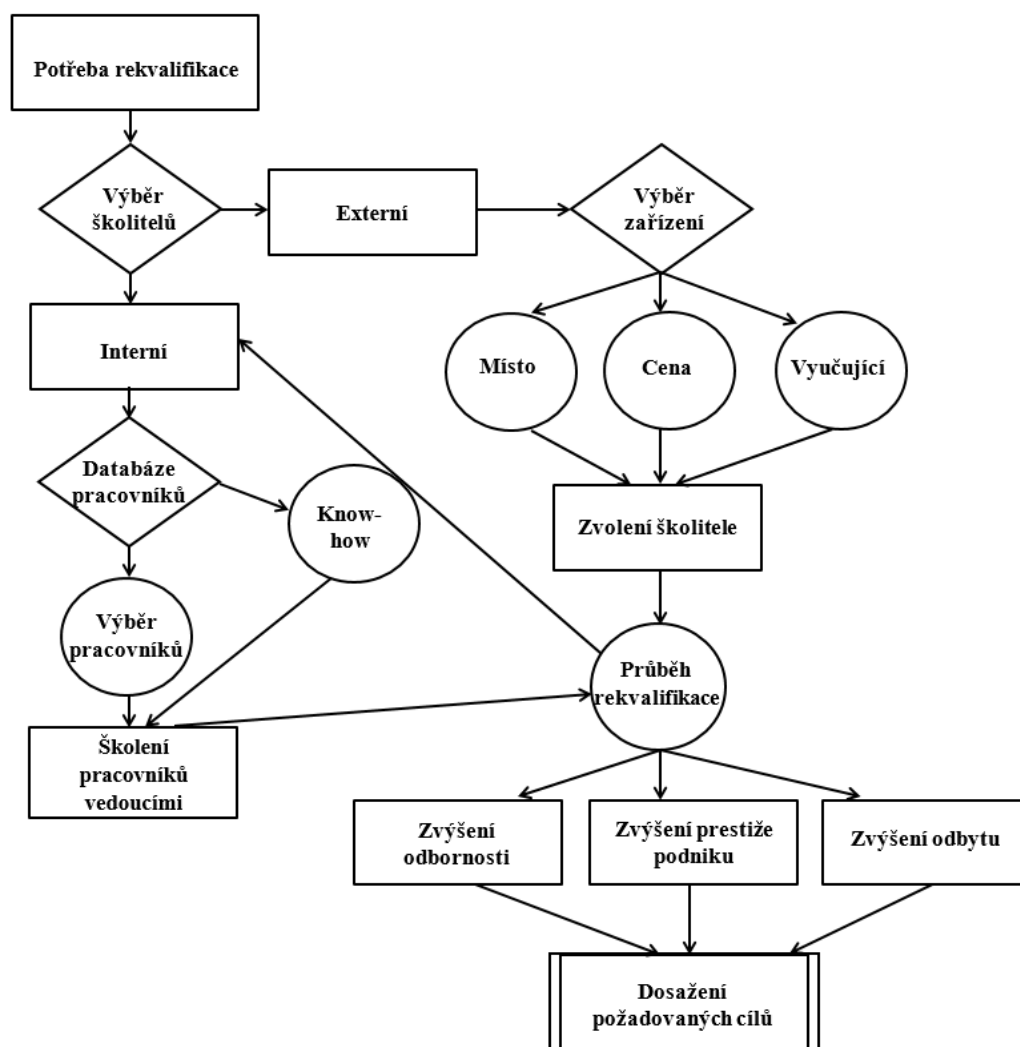 Potřeba rekvalifikace
Výběr
školitelů
Externí
Výběr
zařízení
Interní
Místo
Cena
Vyučující
Databáze
pracovníků
Know-
how
Zvolení školitele
Výběr
pracovníků
Průběh
rekvalifikace
Školení
pracovníků
vedoucími
Zvýšení
odbornosti
Zvýšení prestiže
podniku
Zvýšení odbytu
Dosažení
požadovaných cílů